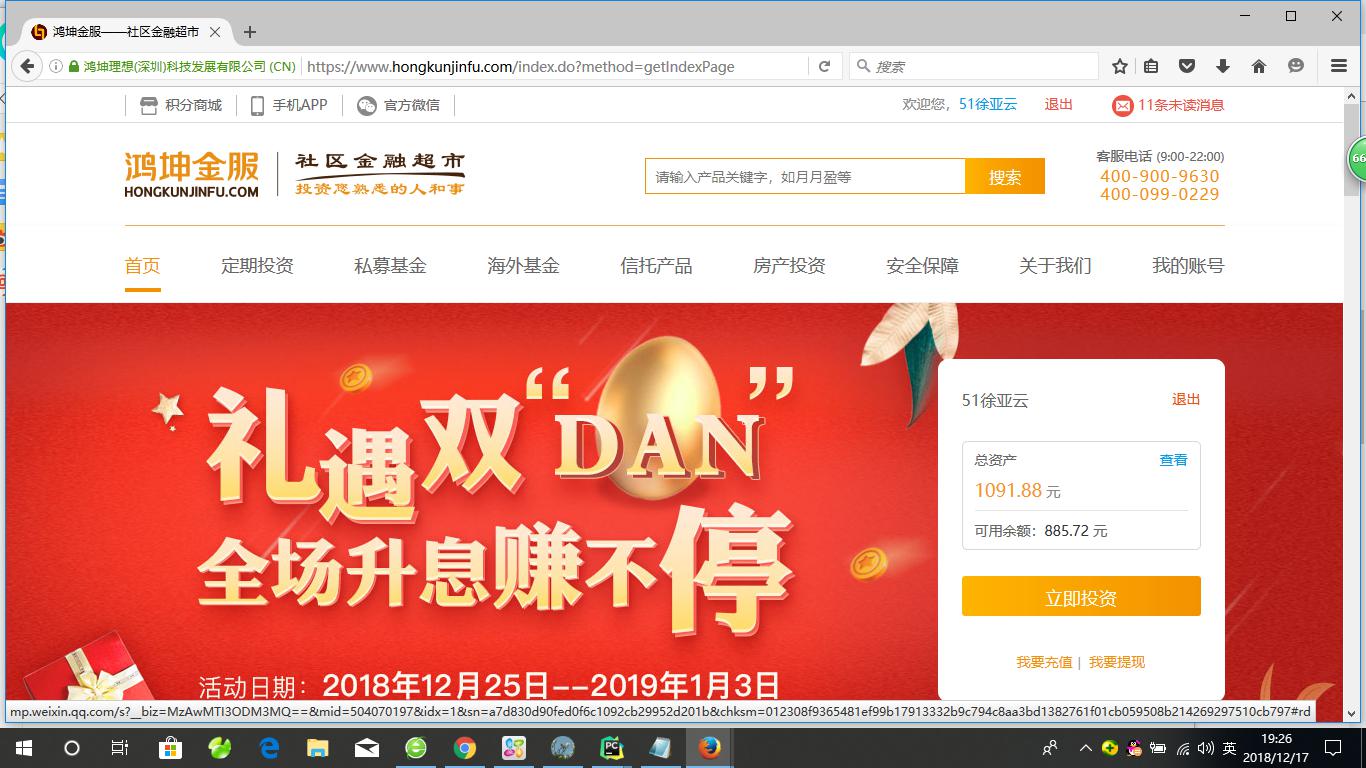 鸿坤金服——社区金融超市
鸿坤理想(深圳)科技发展有限公司 (CN)
https://www.hongkunjinfu.com/index.do?method=getIndexPage
搜索
积分商城
手机APP
官方微信
欢迎您，51徐亚云
退出
11条未读消息
鸿坤金服
HONGKUNJINFU.COM
社区金融超市
投资您熟悉的人和事
请输入产品关键字，如月月盈等
搜索
客服电话 (9:00-22:00)
400-900-9630
400-099-0229
66
首页
定期投资
私募基金
海外基金
信托产品
房产投资
安全保障
关于我们
我的账号
礼遇双“DAN”
全场升息赚不停
活动日期：2018年12月25日--2019年1月3日
51徐亚云
退出
总资产
查看
1091.88 元
可用余额：885.72 元
立即投资
我要充值 | 我要提现
mp.weixin.qq.com/s?__biz=MzAwMTI3ODM3MQ==&mid=504070197&idx=1&sn=a7d830d90fed0f6c1092cb29952d201b&chksm=012308f9365481ef99b17913332b9c794c8aa3bd1382761f01cb059508b214269297510cb797#rd
英
19:26
2018/12/17